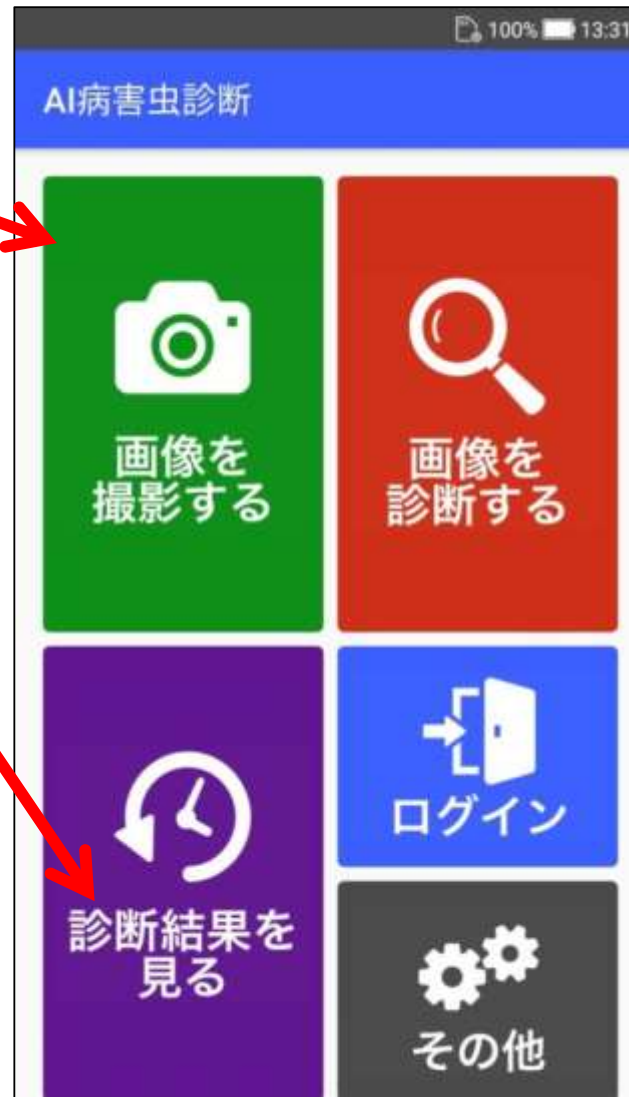 100% 13:31
AI病害虫診断
画像を
撮影する
画像を
診断する
診断結果を
見る
ログイン
その他